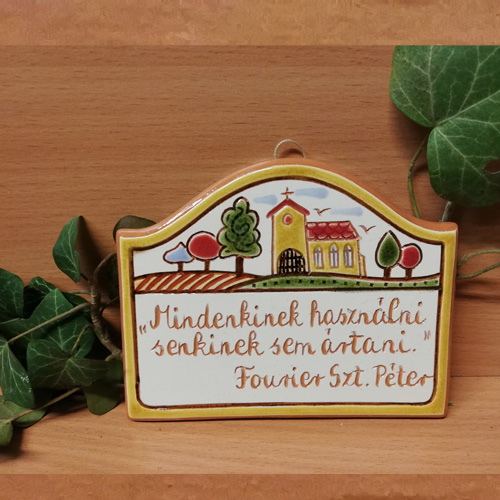 „Mindenkinek használni
senkinek sem ártani."
Fourier Szt. Péter